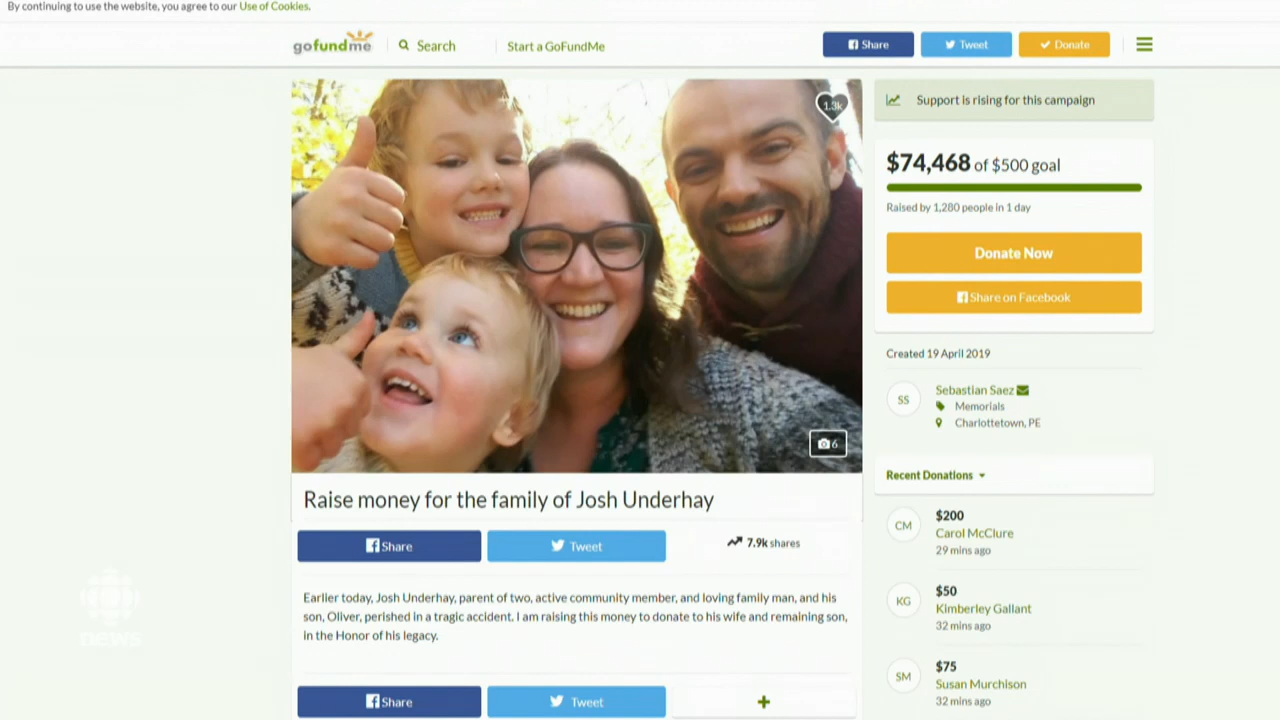 By continuing to use the website, you agree to our Use of Cookies.
gofundme
Search
Start a GoFundMe
Share
Tweet
Donate
1.3k
6
Raise money for the family of Josh Underhay
Share
Tweet
7.9k shares
Earlier today, Josh Underhay, parent of two, active community member, and loving family man, and his
son, Oliver, perished in a tragic accident. I am raising this money to donate to his wife and remaining son,
in the Honor of his legacy.
Share
Tweet
+
Support is rising for this campaign
$74,468 of $500 goal
Raised by 1,280 people in 1 day
Donate Now
Share on Facebook
Created 19 April 2019
SS
Sebastian Saez
Memorials
Charlottetown, PE
Recent Donations
CM
$200
Carol McClure
29 mins ago
KG
$50
Kimberley Gallant
32 mins ago
SM
$75
Susan Murchison
32 mins ago
news